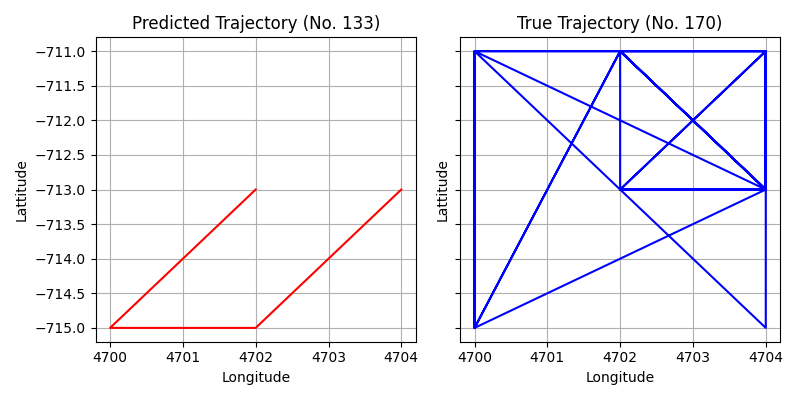 Predicted Trajectory (No. 133)
True Trajectory (No. 170)
Lattitude
−711.0
−711.5
−712.0
−712.5
−713.0
−713.5
−714.0
−714.5
−715.0
4700 4701 4702 4703 4704
Longitude
Lattitude
4700 4701 4702 4703 4704
Longitude